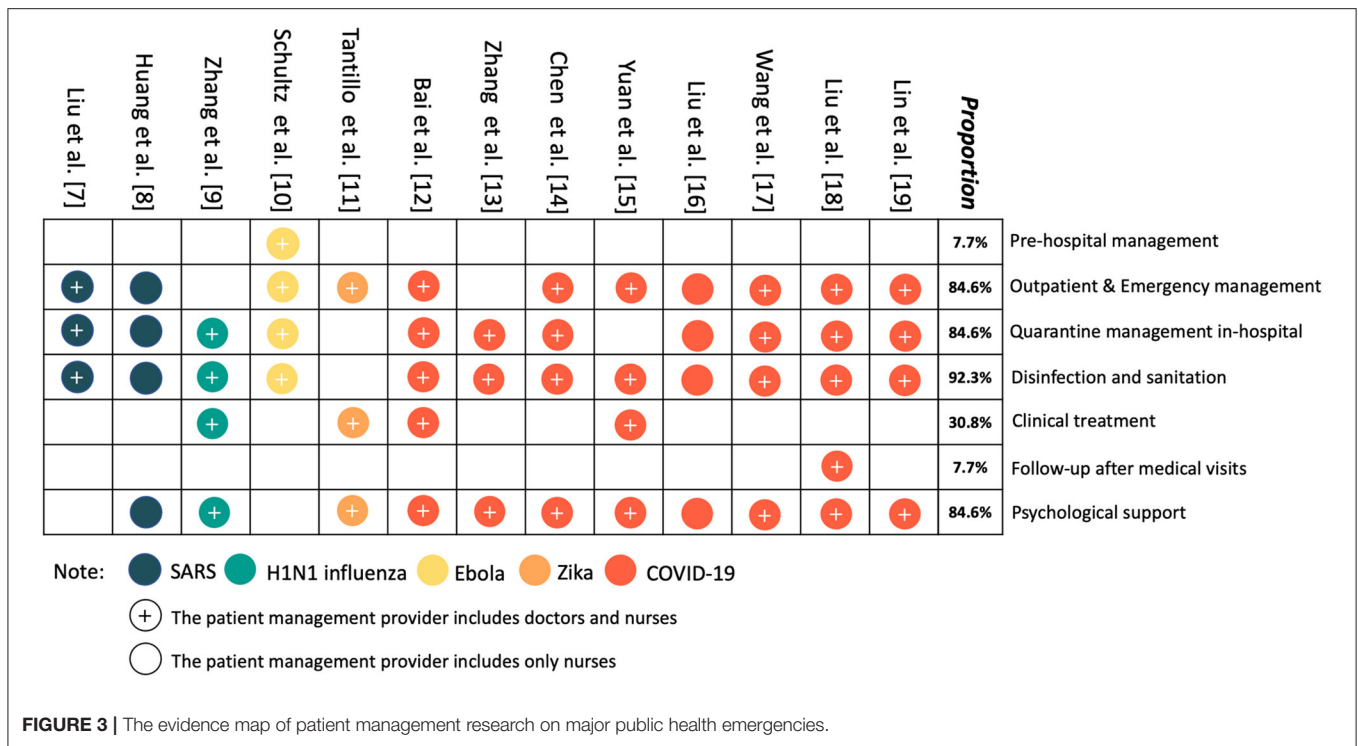 Liu et al. [7]
Huang et al. [8]
Zhang et al. [9]
Schultz et al. [10]
Tantillo et al. [11]
Bai et al. [12]
Zhang et al. [13]
Chen et al. [14]
Yuan et al. [15]
Liu et al. [16]
Wang et al. [17]
Liu et al. [18]
Lin et al. [19]
Proportion
7.7% Pre-hospital management
84.6% Outpatient & Emergency management
84.6% Quarantine management in-hospital
92.3% Disinfection and sanitation
30.8% Clinical treatment
7.7% Follow-up after medical visits
84.6% Psychological support
Note: SARS H1N1 influenza Ebola Zika COVID-19
+ The patient management provider includes doctors and nurses
The patient management provider includes only nurses
FIGURE 3 | The evidence map of patient management research on major public health emergencies.